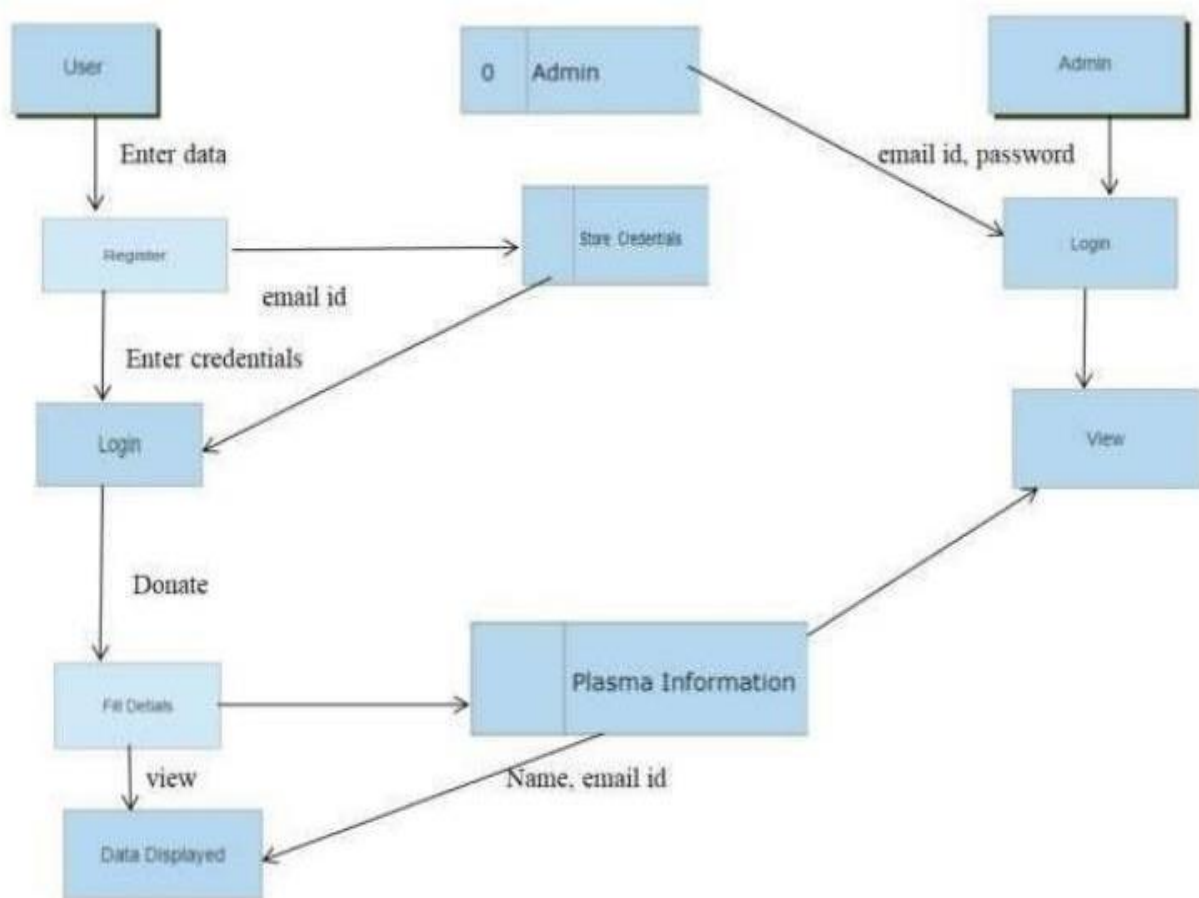 User
0 Admin
Admin
Enter data
email id, password
Register
Store Credentials
Login
email id
Enter credentials
Login
View
Donate
Fill Detials
Plasma Information
view
Name, email id
Data Displayed